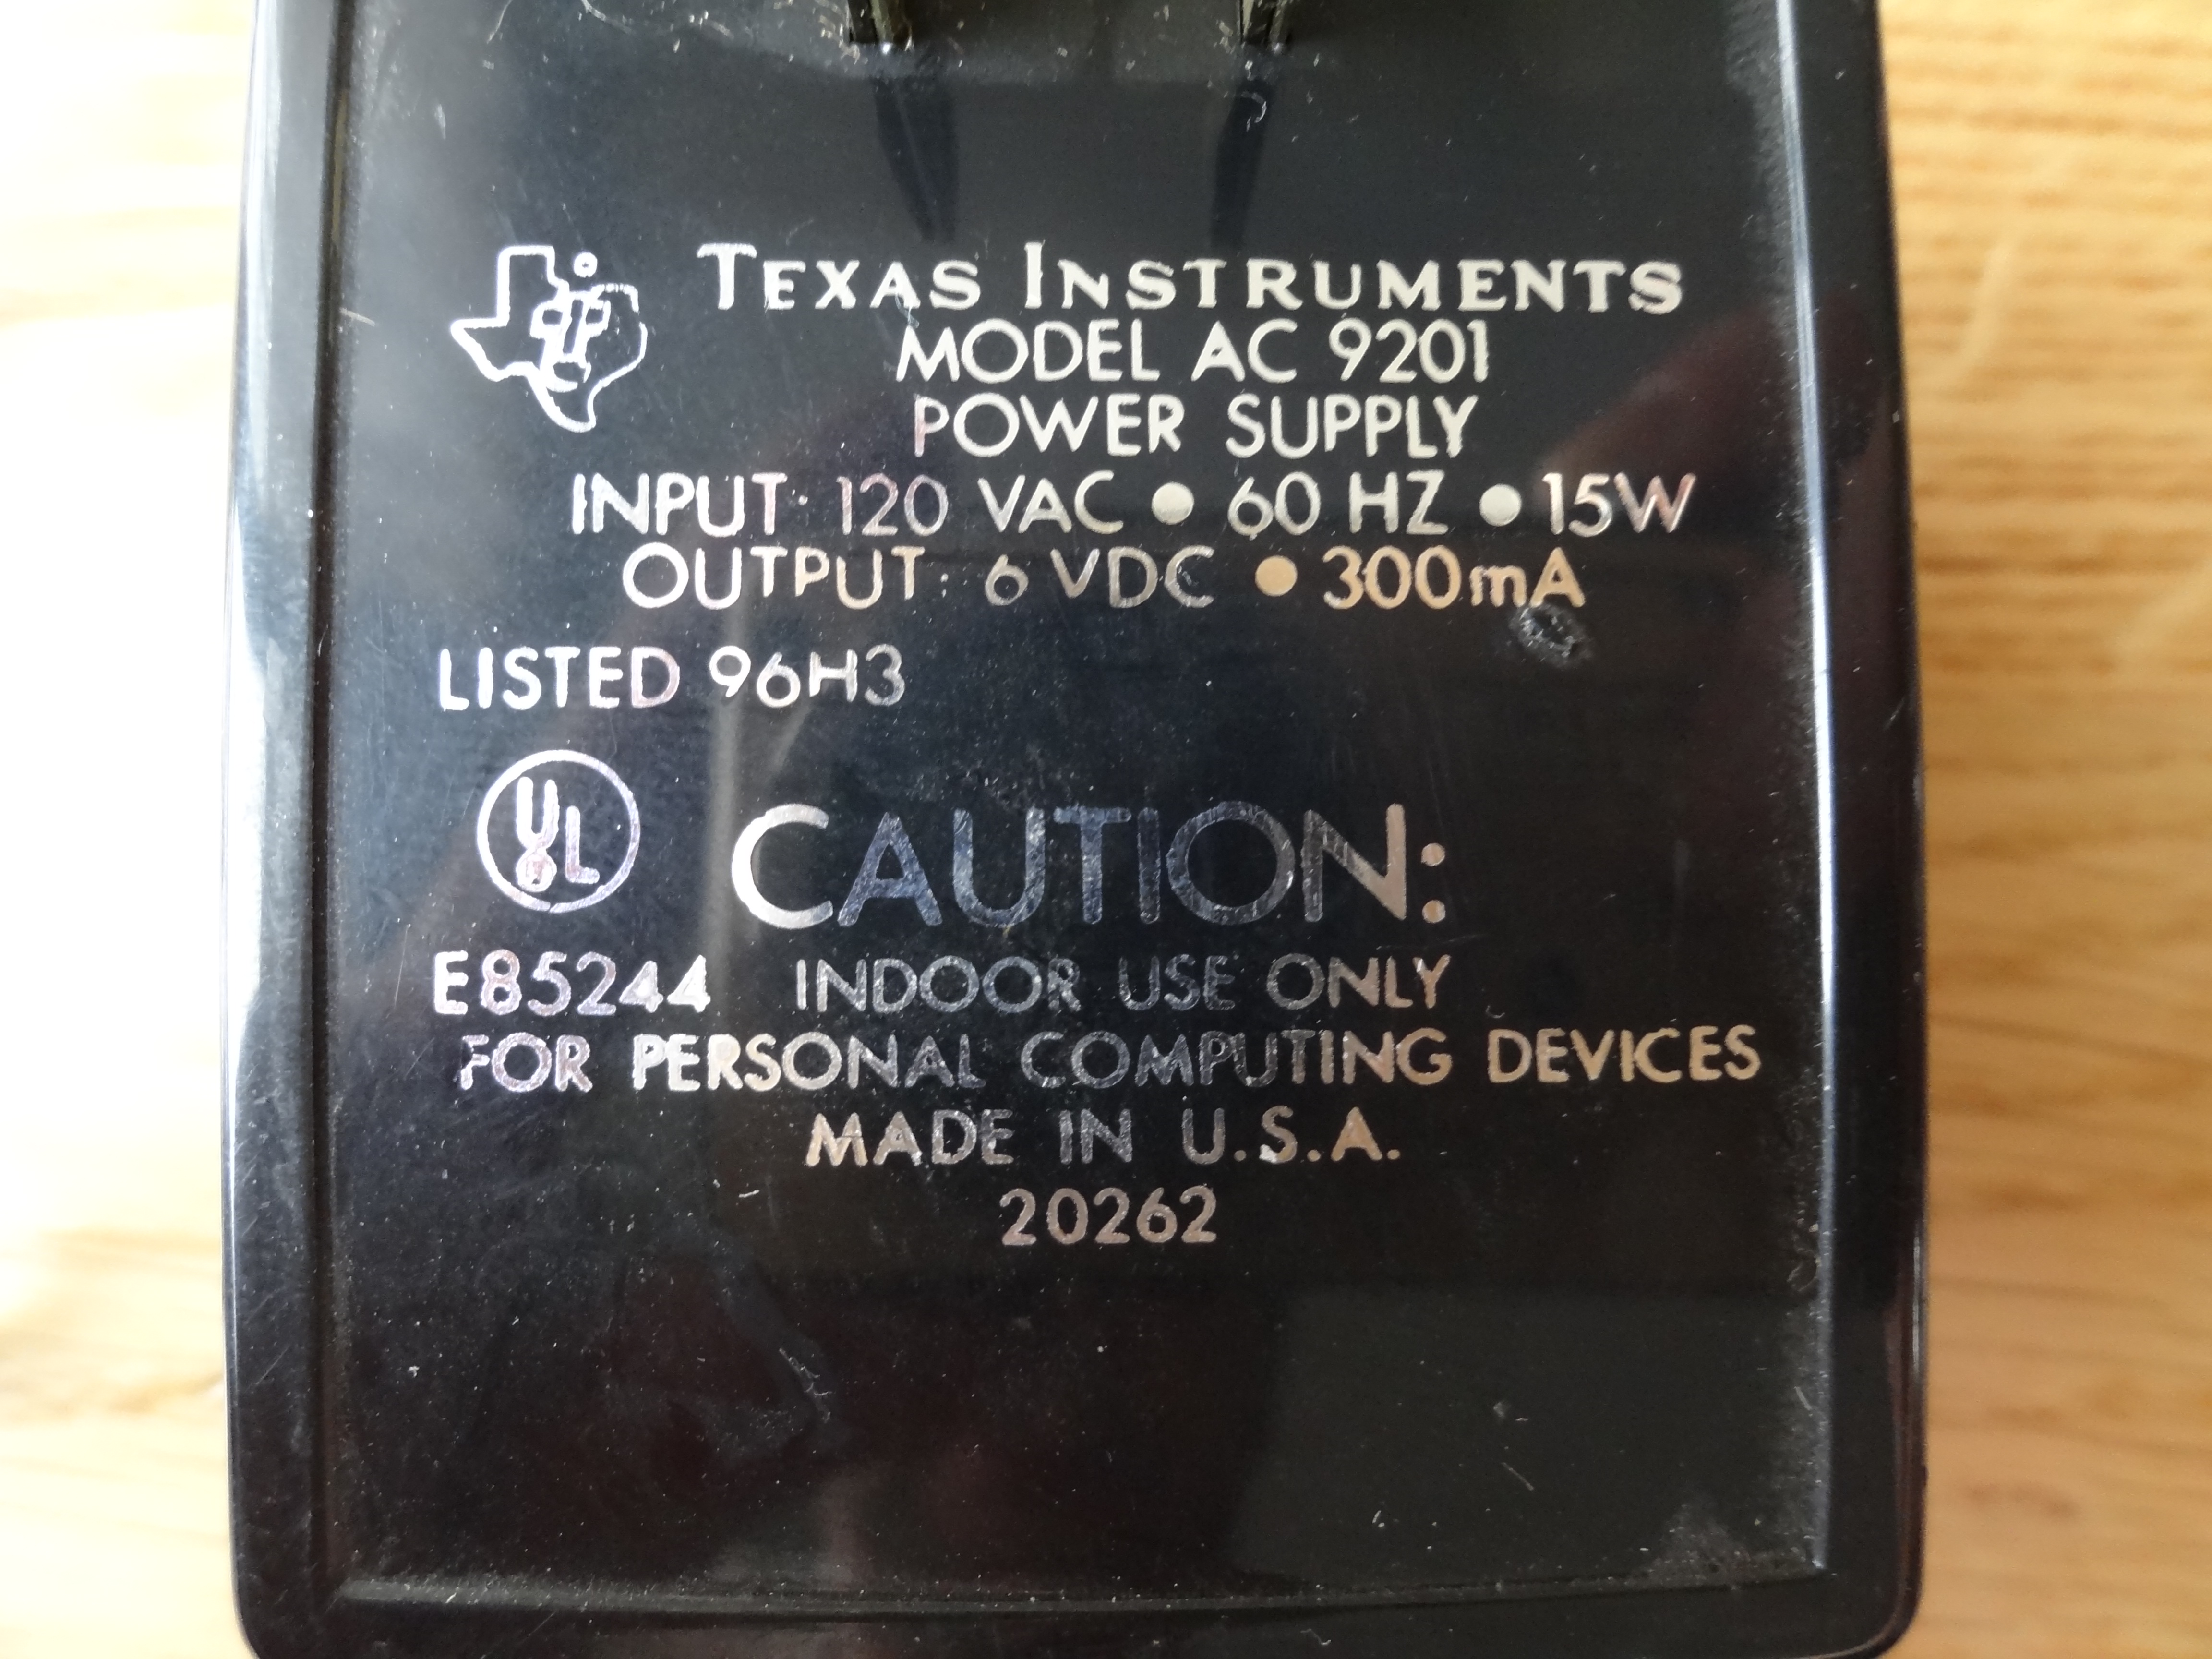 TEXAS INSTRUMENTS
MODEL AC 9201
POWER SUPPLY
INPUT: 120 VAC • 60 HZ • 15W
OUTPUT: 6 VDC • 300mA
LISTED 96H3
UL
CAUTION:
E85244 INDOOR USE ONLY
FOR PERSONAL COMPUTING DEVICES
MADE IN U.S.A.
20262